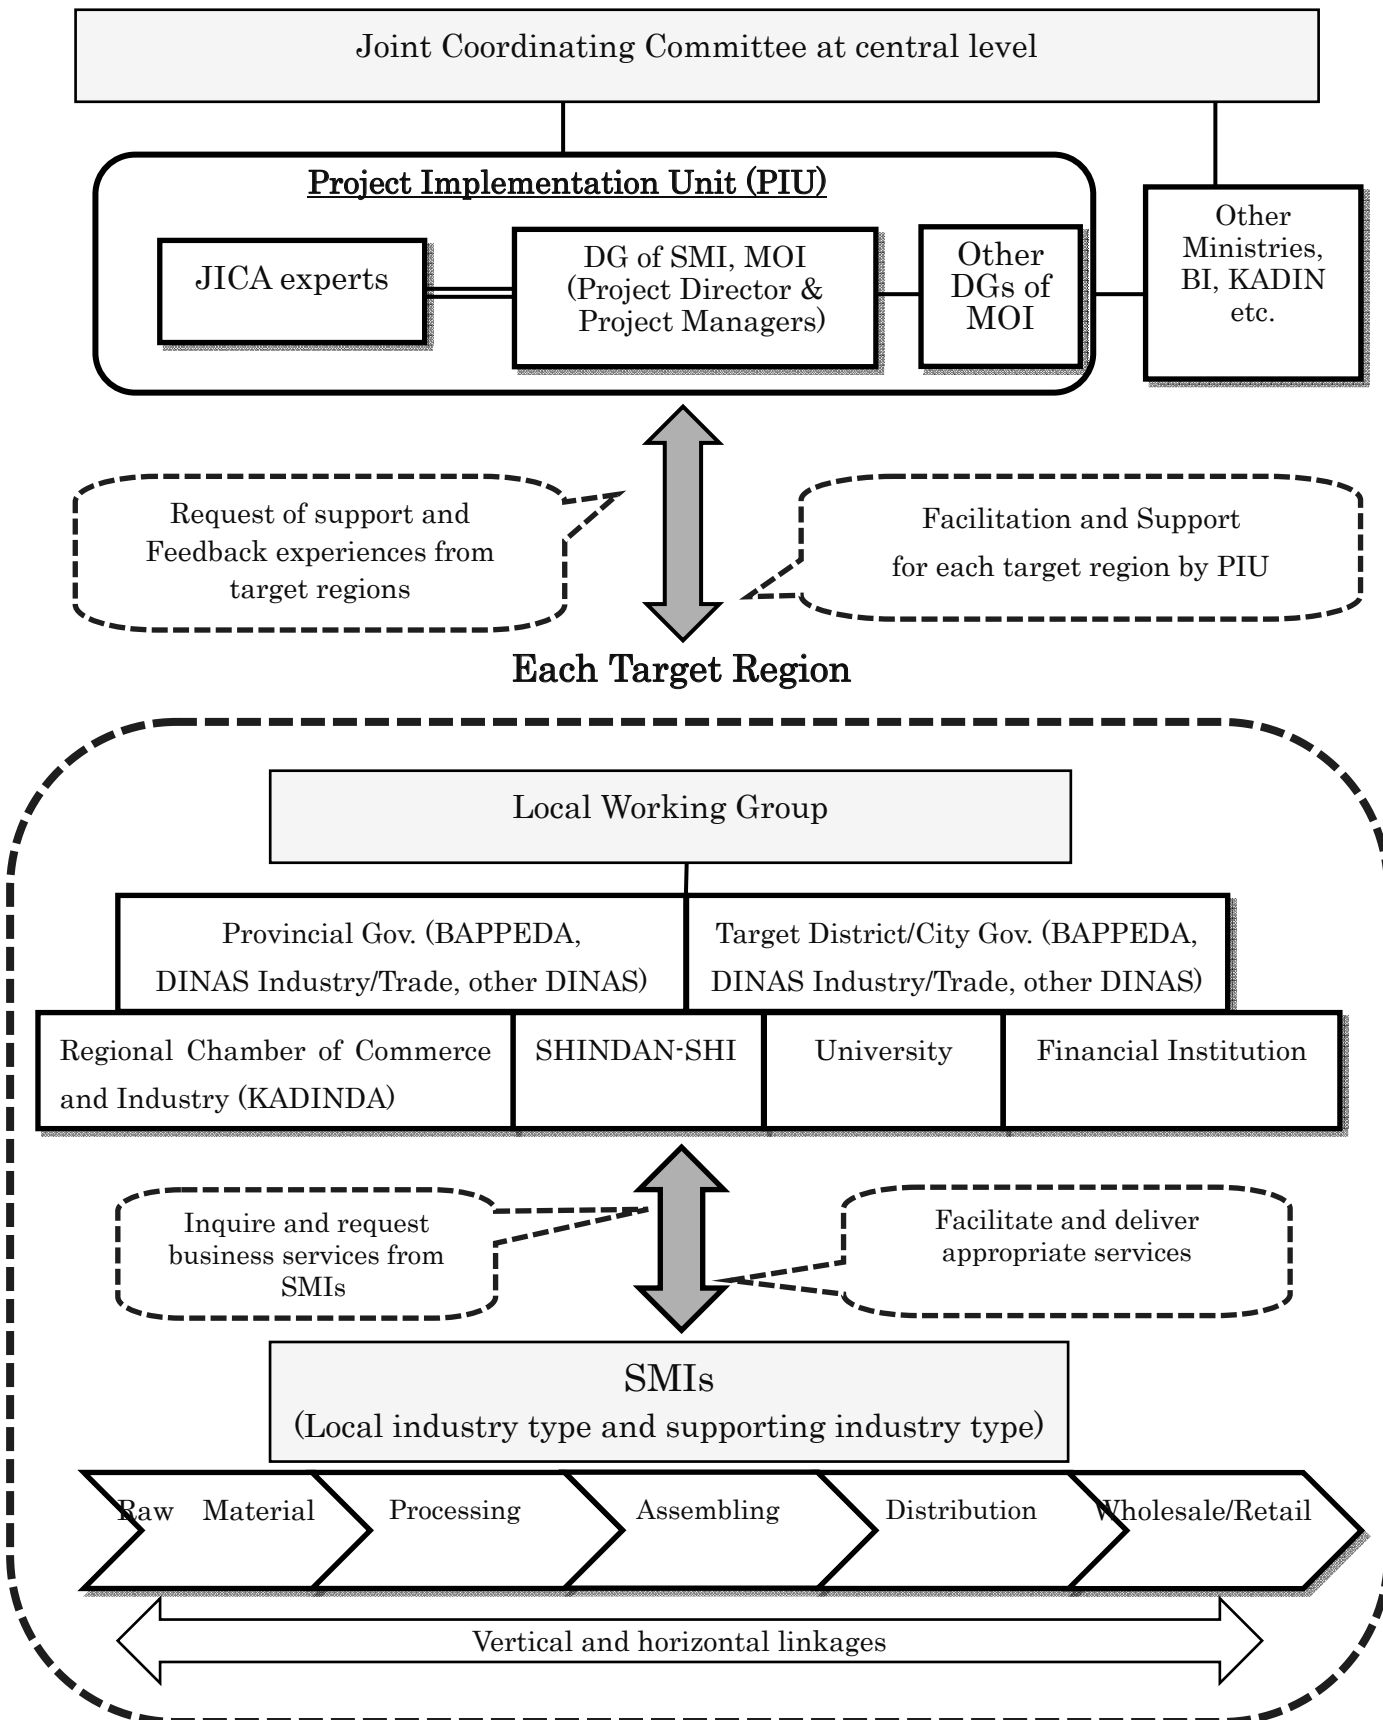 Joint Coordinating Committee at central level
Project Implementation Unit (PIU)
JICA experts
DG of SMI, MOI
(Project Director &
Project Managers)
Other
DGs of
MOI
Other
Ministries,
BI, KADIN
etc.
Request of support and
Feedback experiences from
target regions
Facilitation and Support
for each target region by PIU
Each Target Region
Local Working Group
Provincial Gov. (BAPPEDA,
DINAS Industry/Trade, other DINAS)
Target District/City Gov. (BAPPEDA,
DINAS Industry/Trade, other DINAS)
Regional Chamber of Commerce
and Industry (KADINDA)
SHINDAN-SHI
University
Financial Institution
Inquire and request
business services from
SMIs
Facilitate and deliver
appropriate services
SMIs
(Local industry type and supporting industry type)
Raw Material
Processing
Assembling
Distribution
Wholesale/Retail
Vertical and horizontal linkages